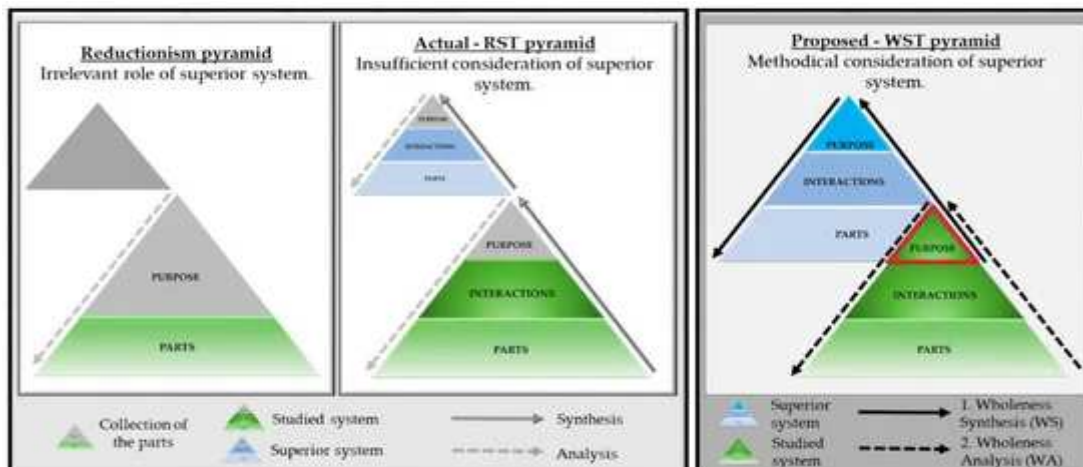 Reductionism pyramid
Irrelevant role of superior system.
PURPOSE
PARTS
Actual - RST pyramid
Insufficient consideration of superior
system.
PURPOSE
INTERACTIONS
PARTS
PURPOSE
INTERACTIONS
PARTS
Collection of
the parts
Studied system
Superior system
Synthesis
Analysis
Proposed - WST pyramid
Methodical consideration of superior
system.
PURPOSE
INTERACTIONS
PARTS
PURPOSE
INTERACTIONS
PARTS
Superior
system
Studied
system
1. Wholeness
Synthesis (WS)
2. Wholeness
Analysis (WA)